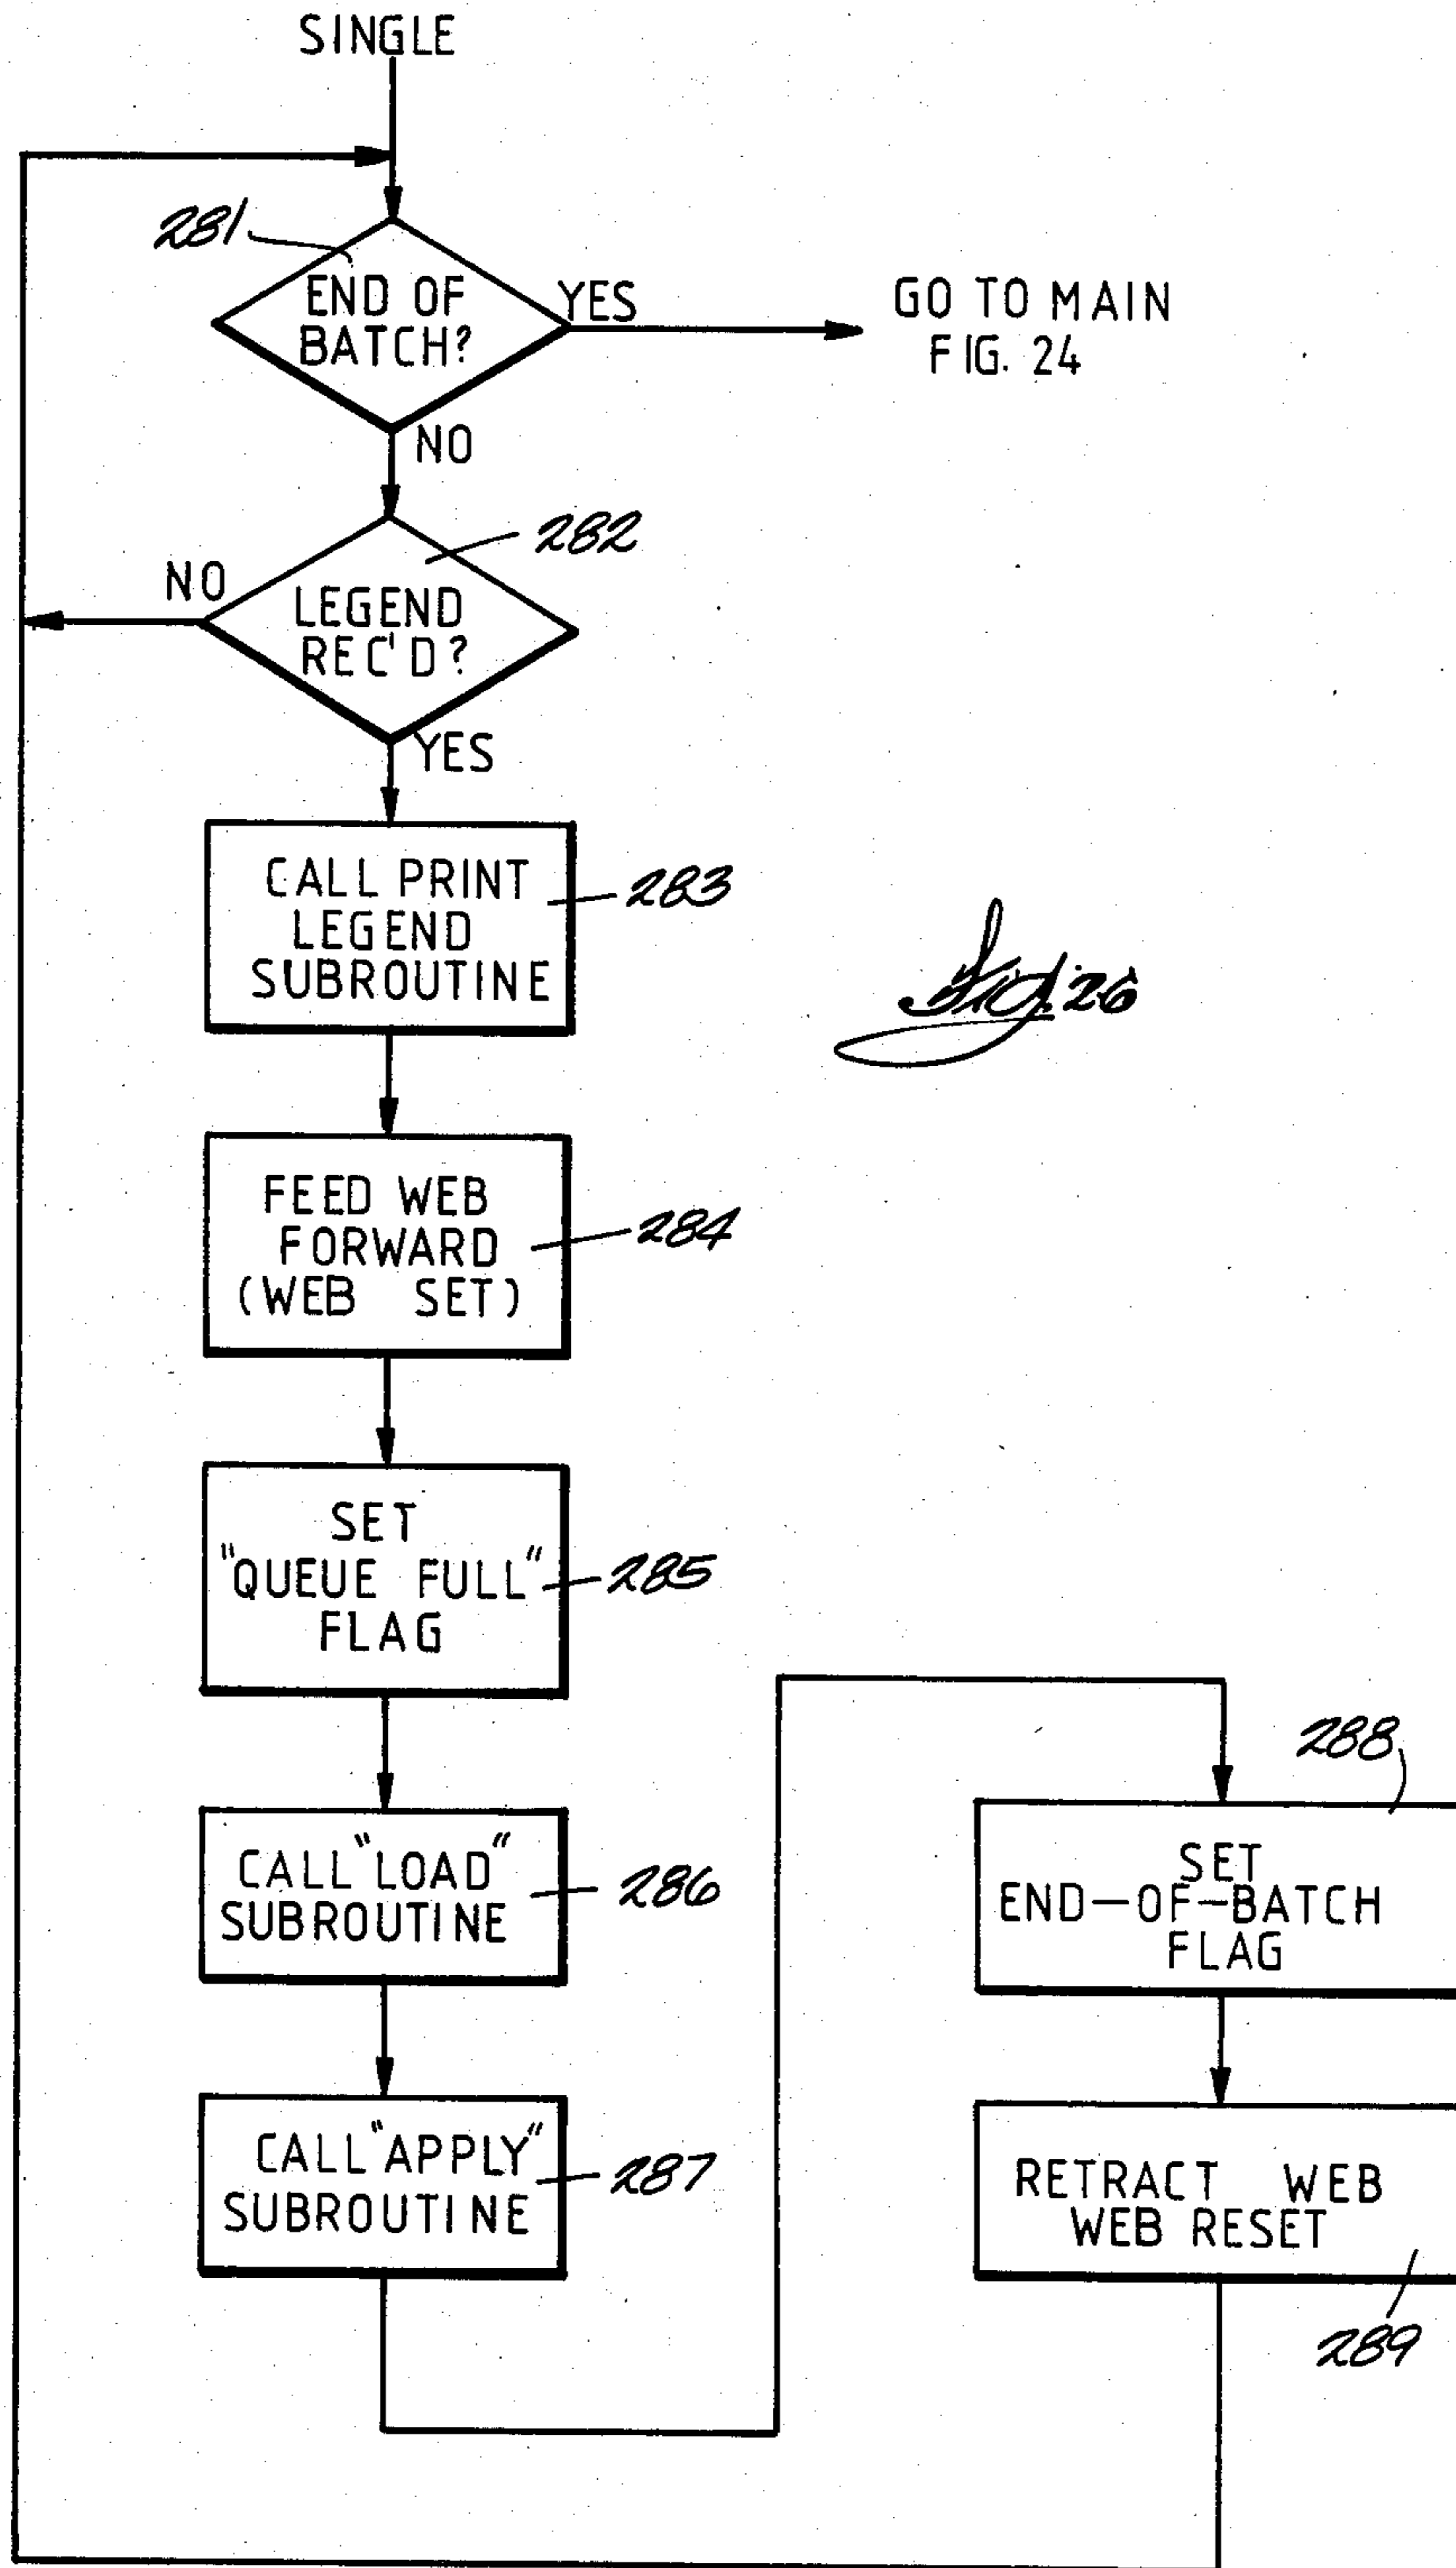 SINGLE
281
END OF
BATCH?
YES
GO TO MAIN
FIG. 24
NO
282
NO
LEGEND
REC'D?
YES
CALL PRINT
LEGEND
SUBROUTINE
283
Fig. 26
FEED WEB
FORWARD
(WEB SET)
284
SET
"QUEUE FULL"
FLAG
285
CALL "LOAD"
SUBROUTINE
286
CALL "APPLY"
SUBROUTINE
287
288
SET
END-OF-BATCH
FLAG
RETRACT WEB
WEB RESET
289